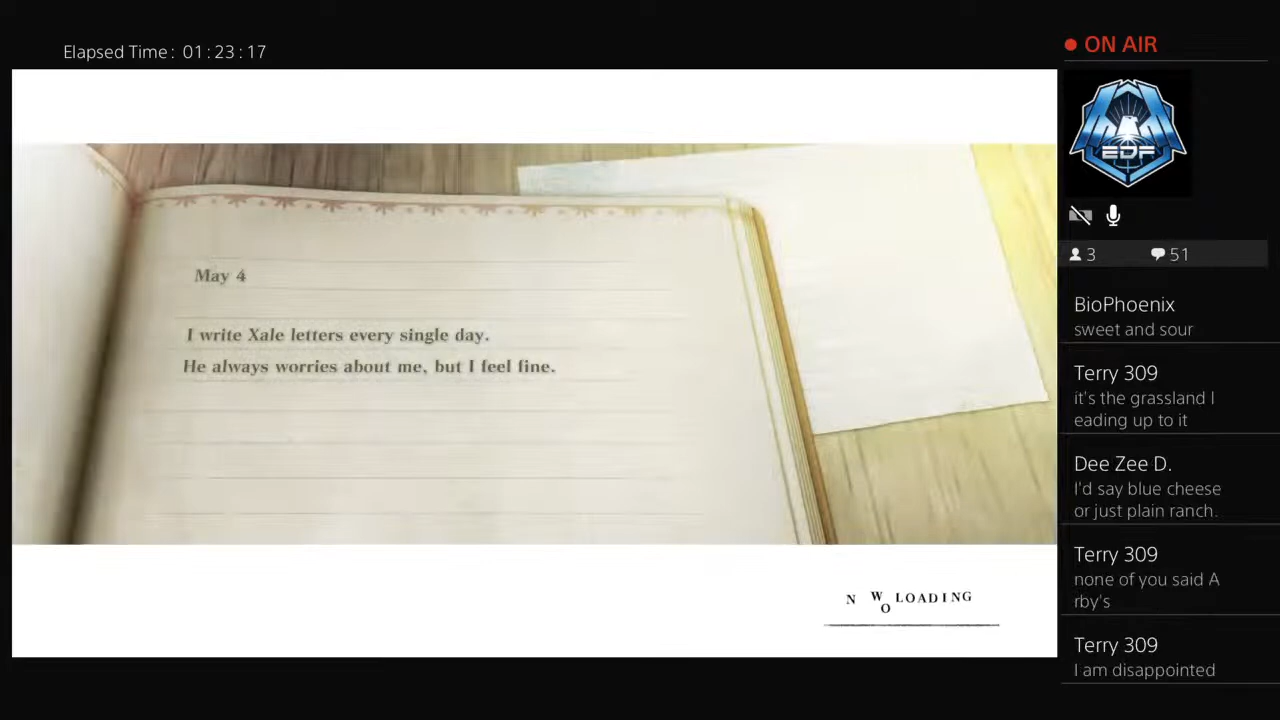 Elapsed Time: 01:23:17
ON AIR
EDF
3
51
May 4
I write Xale letters every single day.
He always worries about me, but I feel fine.
NOW LOADING
BioPhoenix
sweet and sour
Terry 309
it's the grassland l
eading up to it
Dee Zee D.
I'd say blue cheese
or just plain ranch.
Terry 309
none of you said A
rby's
Terry 309
I am disappointed